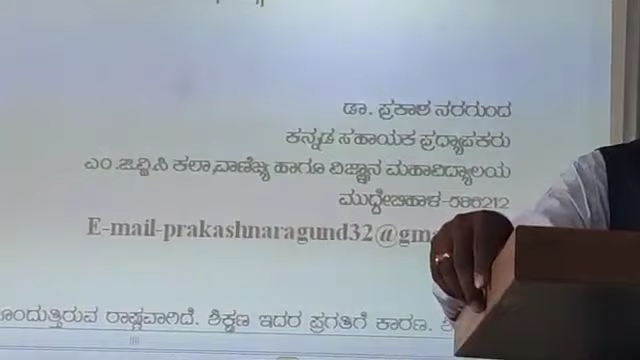 ಡಾ. ಪ್ರಕಾಶ ನರಗುಂದ
ಕನ್ನಡ ಸಹಾಯಕ ಪ್ರಧ್ಯಾಪಕರು
ಎಂ.ಜಿ.ವ್ಹಿ.ಸಿ ಕಲಾ,ವಾಣಿಜ್ಯ ಹಾಗೂ ವಿಜ್ಞಾನ ಮಹಾವಿದ್ಯಾಲಯ
ಮುದ್ದೇಬಿಹಾಳ-586212
E-mail-prakashnaragund32@gm
ಹೊಂದುತ್ತಿರುವ ರಾಷ್ಟ್ರವಾಗಿದೆ. ಶಿಕ್ಷಣ ಇದರ ಪ್ರಗತಿಗೆ ಕಾರಣ.